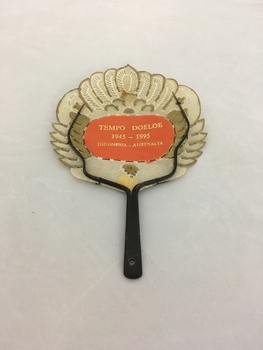 TEMPO DOELOE
1945 - 1995
INDONESIA - AUSTRALIA